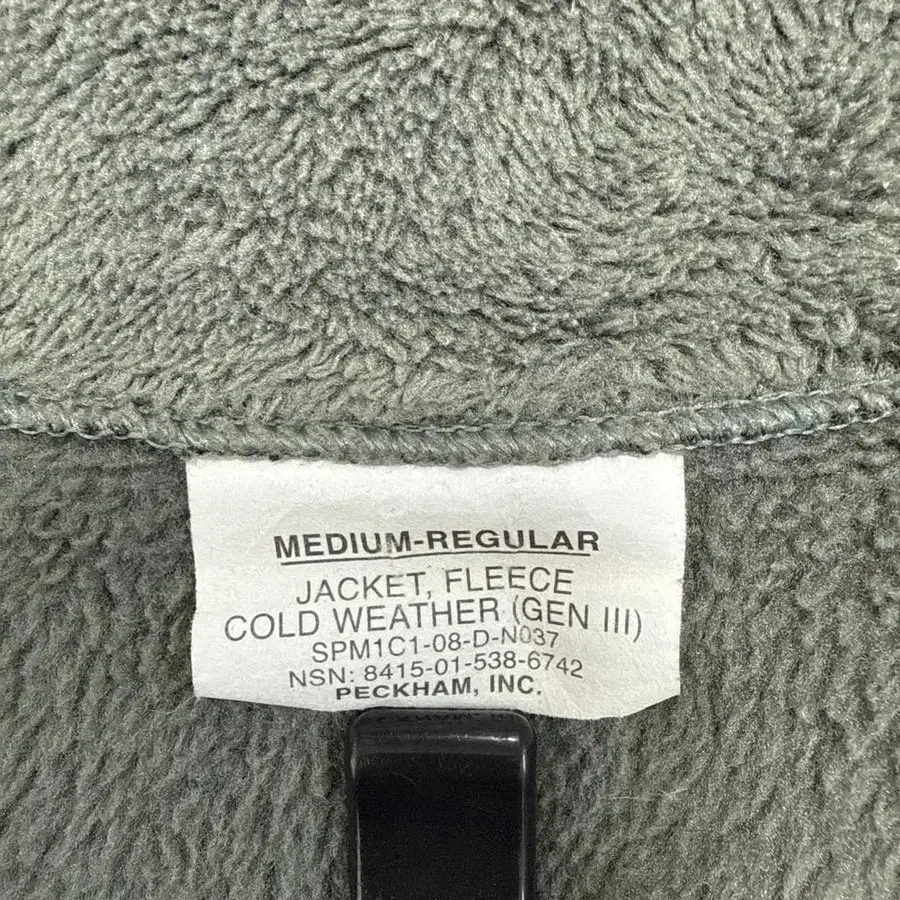 MEDIUM-REGULAR
JACKET, FLEECE
COLD WEATHER (GEN III)
SPM1C1-08-D-N037
NSN: 8415-01-538-6742
PECKHAM, INC.